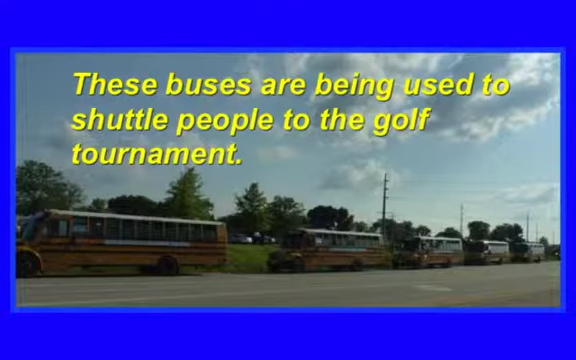 These buses are being used to
shuttle people to the golf
tournament.